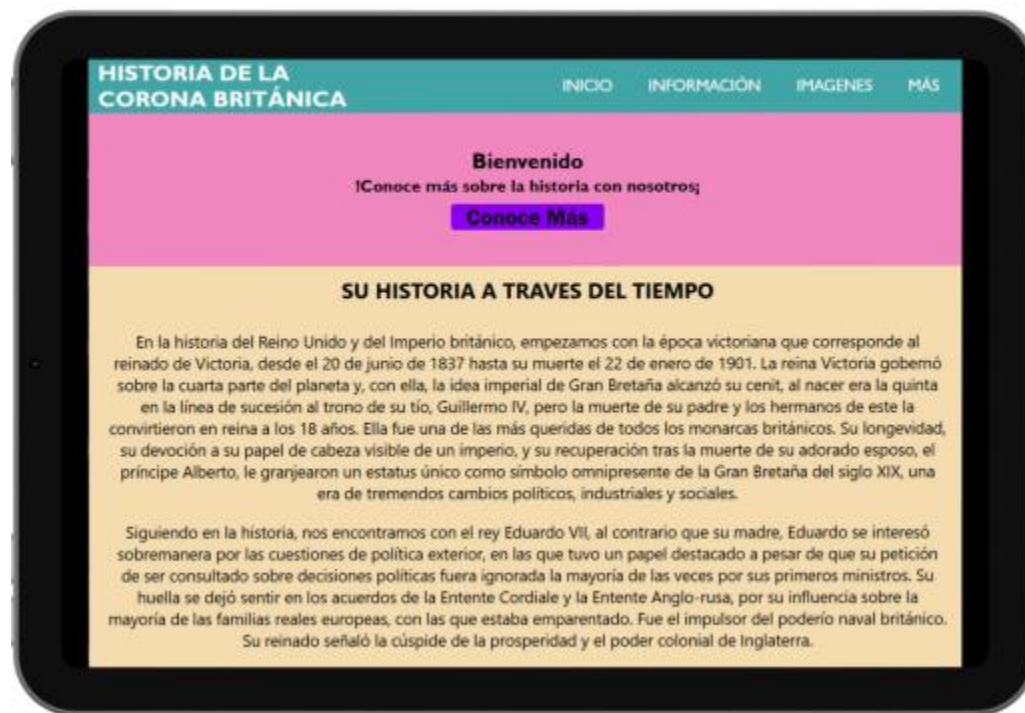 HISTORIA DE LA
CORONA BRITÁNICA
INICIO INFORMACIÓN IMAGENES MÁS
Bienvenido
!Conoce más sobre la historia con nosotros¡
Conoce Más
SU HISTORIA A TRAVES DEL TIEMPO
En la historia del Reino Unido y del Imperio británico, empezamos con la época victoriana que corresponde al
reinado de Victoria, desde el 20 de junio de 1837 hasta su muerte el 22 de enero de 1901. La reina Victoria gobernó
sobre la cuarta parte del planeta y, con ella, la idea imperial de Gran Bretaña alcanzó su cenit, al nacer era la quinta
en la línea de sucesión al trono de su tío, Guillermo IV, pero la muerte de su padre y los hermanos de este la
convirtieron en reina a los 18 años. Ella fue una de las más queridas de todos los monarcas británicos. Su longevidad,
su devoción a su papel de cabeza visible de un imperio, y su recuperación tras la muerte de su adorado esposo, el
príncipe Alberto, le granjearon un estatus único como símbolo omnipresente de la Gran Bretaña del siglo XIX, una
era de tremendos cambios políticos, industriales y sociales.
Siguiendo en la historia, nos encontramos con el rey Eduardo VII, al contrario que su madre, Eduardo se interesó
sobremanera por las cuestiones de política exterior, en las que tuvo un papel destacado a pesar de que su petición
de ser consultado sobre decisiones políticas fuera ignorada la mayoría de las veces por sus primeros ministros. Su
huella se dejó sentir en los acuerdos de la Entente Cordiale y la Entente Anglo-rusa, por su influencia sobre la
mayoría de las familias reales europeas, con las que estaba emparentado. Fue el impulsor del poderío naval británico.
Su reinado señaló la cúspide de la prosperidad y el poder colonial de Inglaterra.